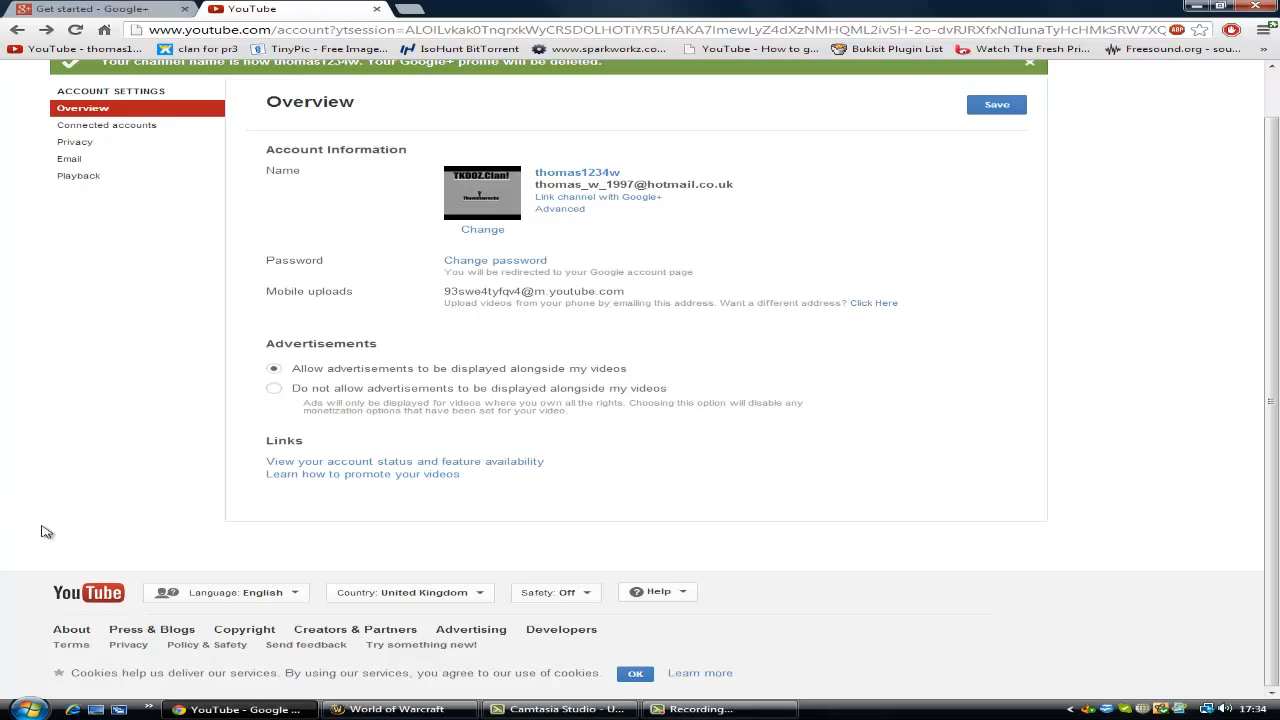 Get started - Google+
YouTube
www.youtube.com/account?ytsession=
YouTube - thomas1...
clan for pr3
TinyPic - Free Image...
IsoHunt BitTorrent
www.sparkworkz.co...
YouTube - How to g...
Bukkit Plugin List
Watch The Fresh Pri...
Freesound.org - sou...
Your channel name is now thomas1234w. Your Google+ profile will be deleted.
ACCOUNT SETTINGS
Overview
Connected accounts
Privacy
Email
Playback
Overview
Save
Account Information
Name
TKDOZ.Clan!
thomas1234w
thomas_w_1997@hotmail.co.uk
Link channel with Google+
Advanced
Change
Password
Change password
You will be redirected to your Google account page
Mobile uploads
93swe4tyfqv4@m.youtube.com
Upload videos from your phone by emailing this address. Want a different address? Click Here
Advertisements
Allow advertisements to be displayed alongside my videos
Do not allow advertisements to be displayed alongside my videos
Ads will only be displayed for videos where you own all the rights. Choosing this option will disable any
monetization options that have been set for your video.
Links
View your account status and feature availability
Learn how to promote your videos
YouTube
Language: English
Country: United Kingdom
Safety: Off
Help
About
Press & Blogs
Copyright
Creators & Partners
Advertising
Developers
Terms
Privacy
Policy & Safety
Send feedback
Try something new!
Cookies help us deliver our services. By using our services, you agree to our use of cookies.
OK
Learn more
YouTube - Google ...
World of Warcraft
Camtasia Studio - U...
Recording...
17:34